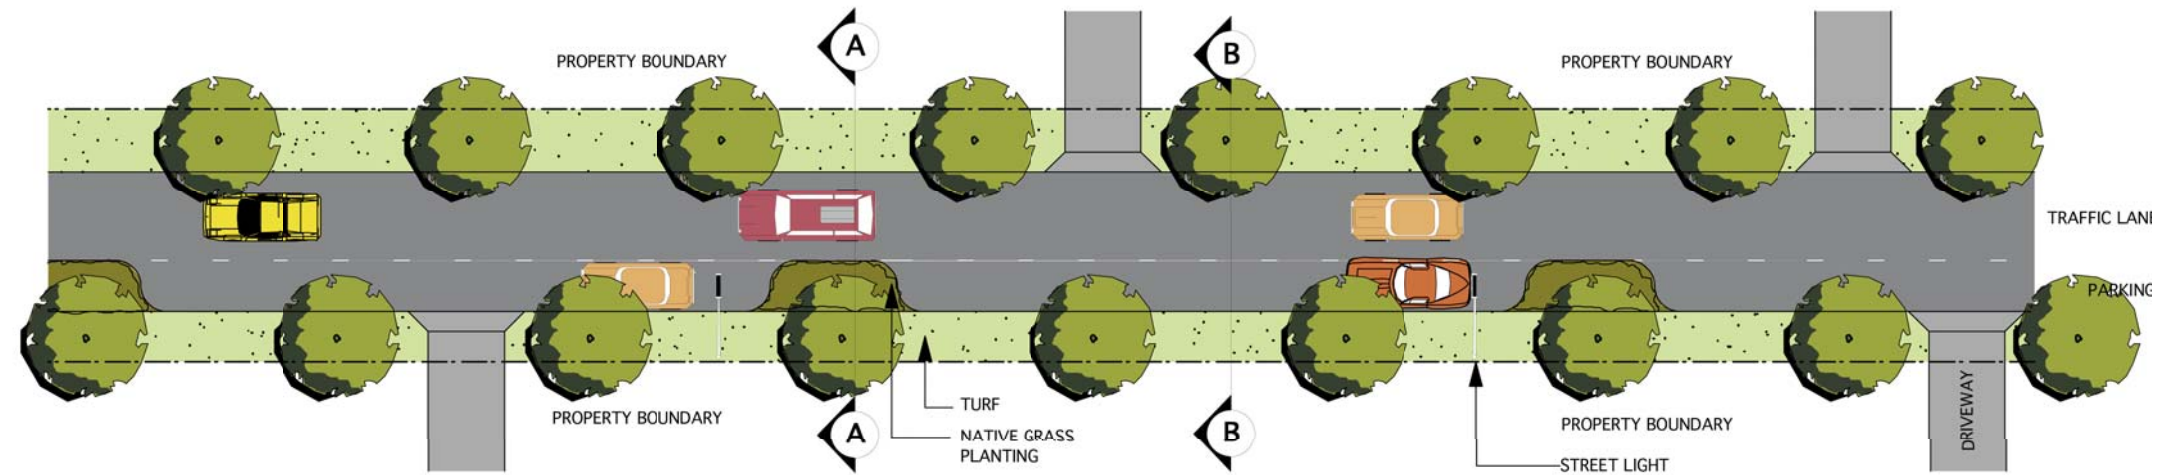 A
B
PROPERTY BOUNDARY
PROPERTY BOUNDARY
TRAFFIC LANE
PARKING
DRIVEWAY
PROPERTY BOUNDARY
TURF
NATIVE GRASS
PLANTING
A
B
PROPERTY BOUNDARY
STREET LIGHT